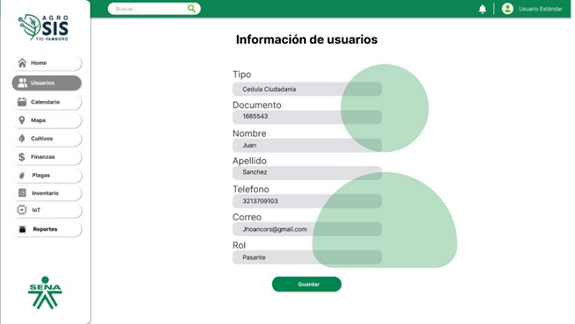 AGRO
SIS
TIC-YAMBORO
Buscar...
Usuario Estándar
Home
Usuarios
Calendario
Mapa
Cultivos
Finanzas
Plagas
Inventario
IoT
Reportes
SENA
Información de usuarios
Tipo
Cedula Ciudadania
Documento
1665543
Nombre
Juan
Apellido
Sanchez
Telefono
3213709103
Correo
Jhoancors@gmail.com
Rol
Pasante
Guardar